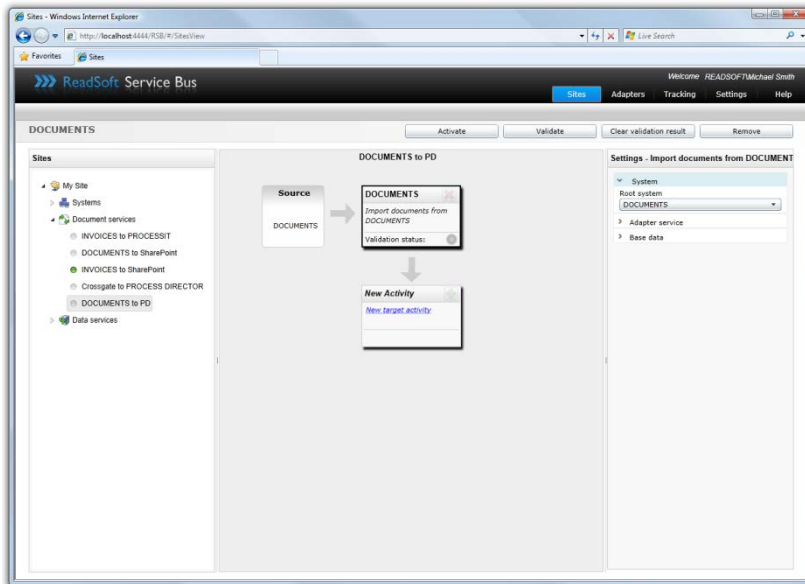 Sites - Windows Internet Explorer
http://localhost:4444/RSB/#/SitesView
Live Search
Favorites
Sites
ReadSoft Service Bus
Welcome READSOFT\Michael Smith
Sites Adapters Tracking Settings Help
DOCUMENTS
Activate Validate Clear validation result Remove
Sites
My Site
Systems
Document services
INVOICES to PROCESSIT
DOCUMENTS to SharePoint
INVOICES to SharePoint
Crossgate to PROCESS DIRECTOR
DOCUMENTS to PD
Data services
DOCUMENTS to PD
Source
DOCUMENTS
DOCUMENTS
Import documents from
DOCUMENTS
Validation status:
New Activity
New target activity
Settings - Import documents from DOCUMENT
System
Root system
DOCUMENTS
Adapter service
Base data